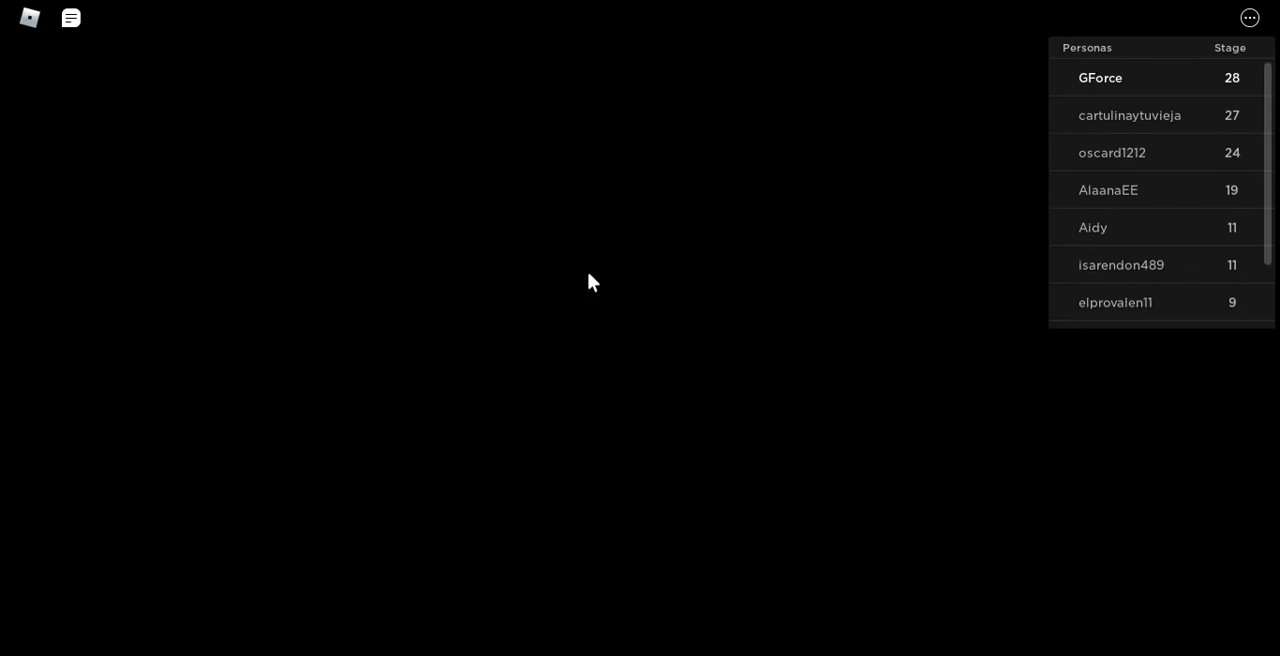 Personas Stage
GForce 28
cartulinaytuvieja 27
oscard1212 24
AlaanaEE 19
Aidy 11
isarendon489 11
elprovalen11 9